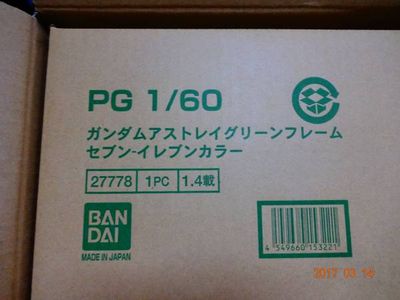 PG 1/60
ガンダムアストレイグリーンフレーム
セブン-イレブンカラー
27778 1PC 1.4載
BAN
DAI
MADE IN JAPAN
4 549660 153221
2017 03 14